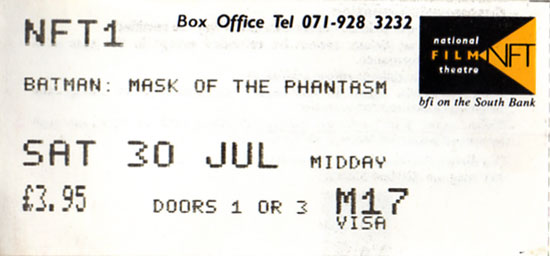 Box Office Tel 071-928 3232
NFT1
national
FILM
theatre
NFT
bfi on the South Bank
BATMAN: MASK OF THE PHANTASM
SAT 30 JUL MIDDAY
£3.95 DOORS 1 OR 3 M17
VISA